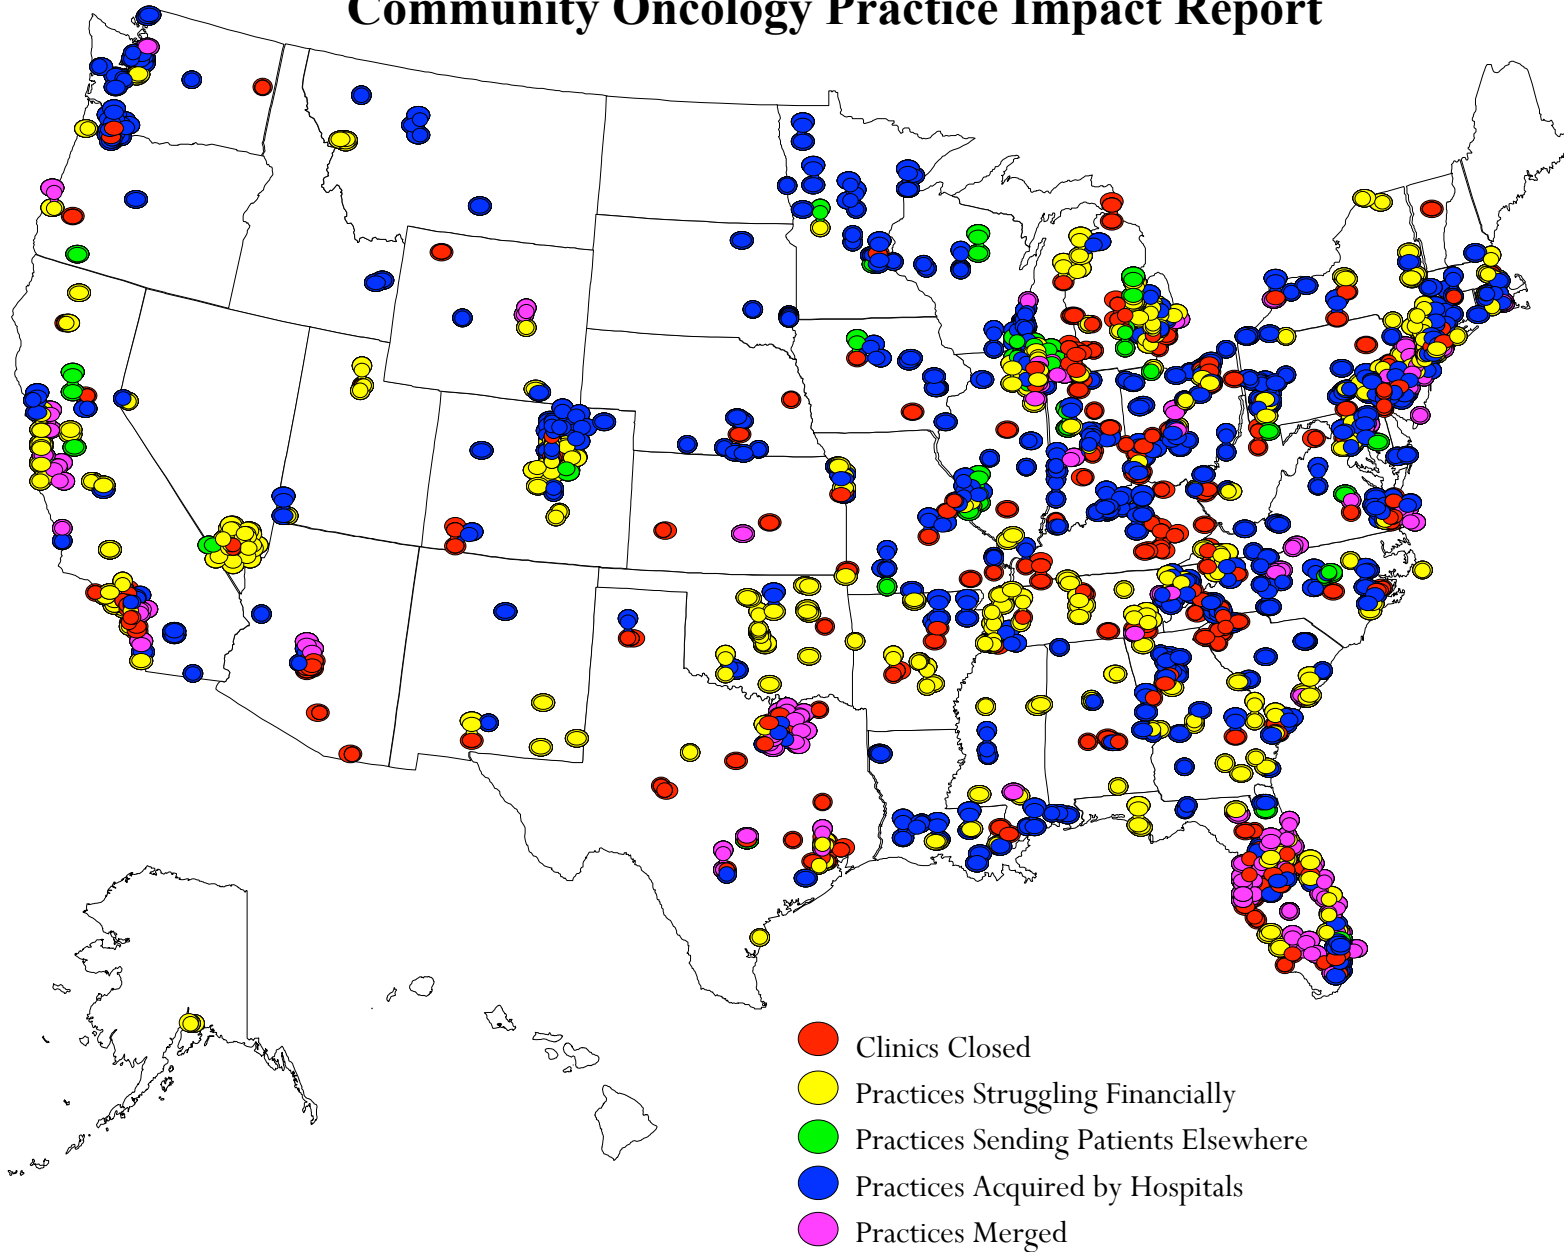 Community Oncology Practice Impact Report
Clinics Closed
Practices Struggling Financially
Practices Sending Patients Elsewhere
Practices Acquired by Hospitals
Practices Merged